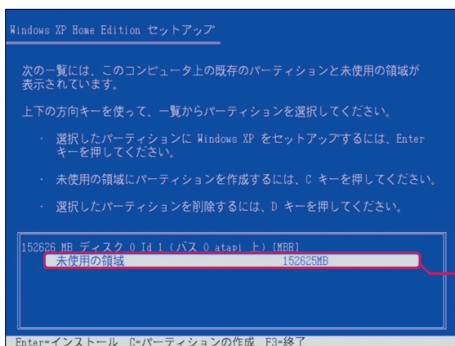 Windows XP Home Edition セットアップ
次の一覧には、このコンピュータ上の既存のパーティションと未使用の領域が
表示されています。
上下の方向キーを使って、一覧からパーティションを選択してください。
・ 選択したパーティションに Windows XP をセットアップするには、Enter
キーを押してください。
・ 未使用の領域にパーティションを作成するには、C キーを押してください。
・ 選択したパーティションを削除するには、D キーを押してください。
152626 MB ディスク 0 Id 1 (バス 0 atapi 上) [MBR]
未使用の領域 152625MB
Enter=インストール C=パーティションの作成 F3=終了